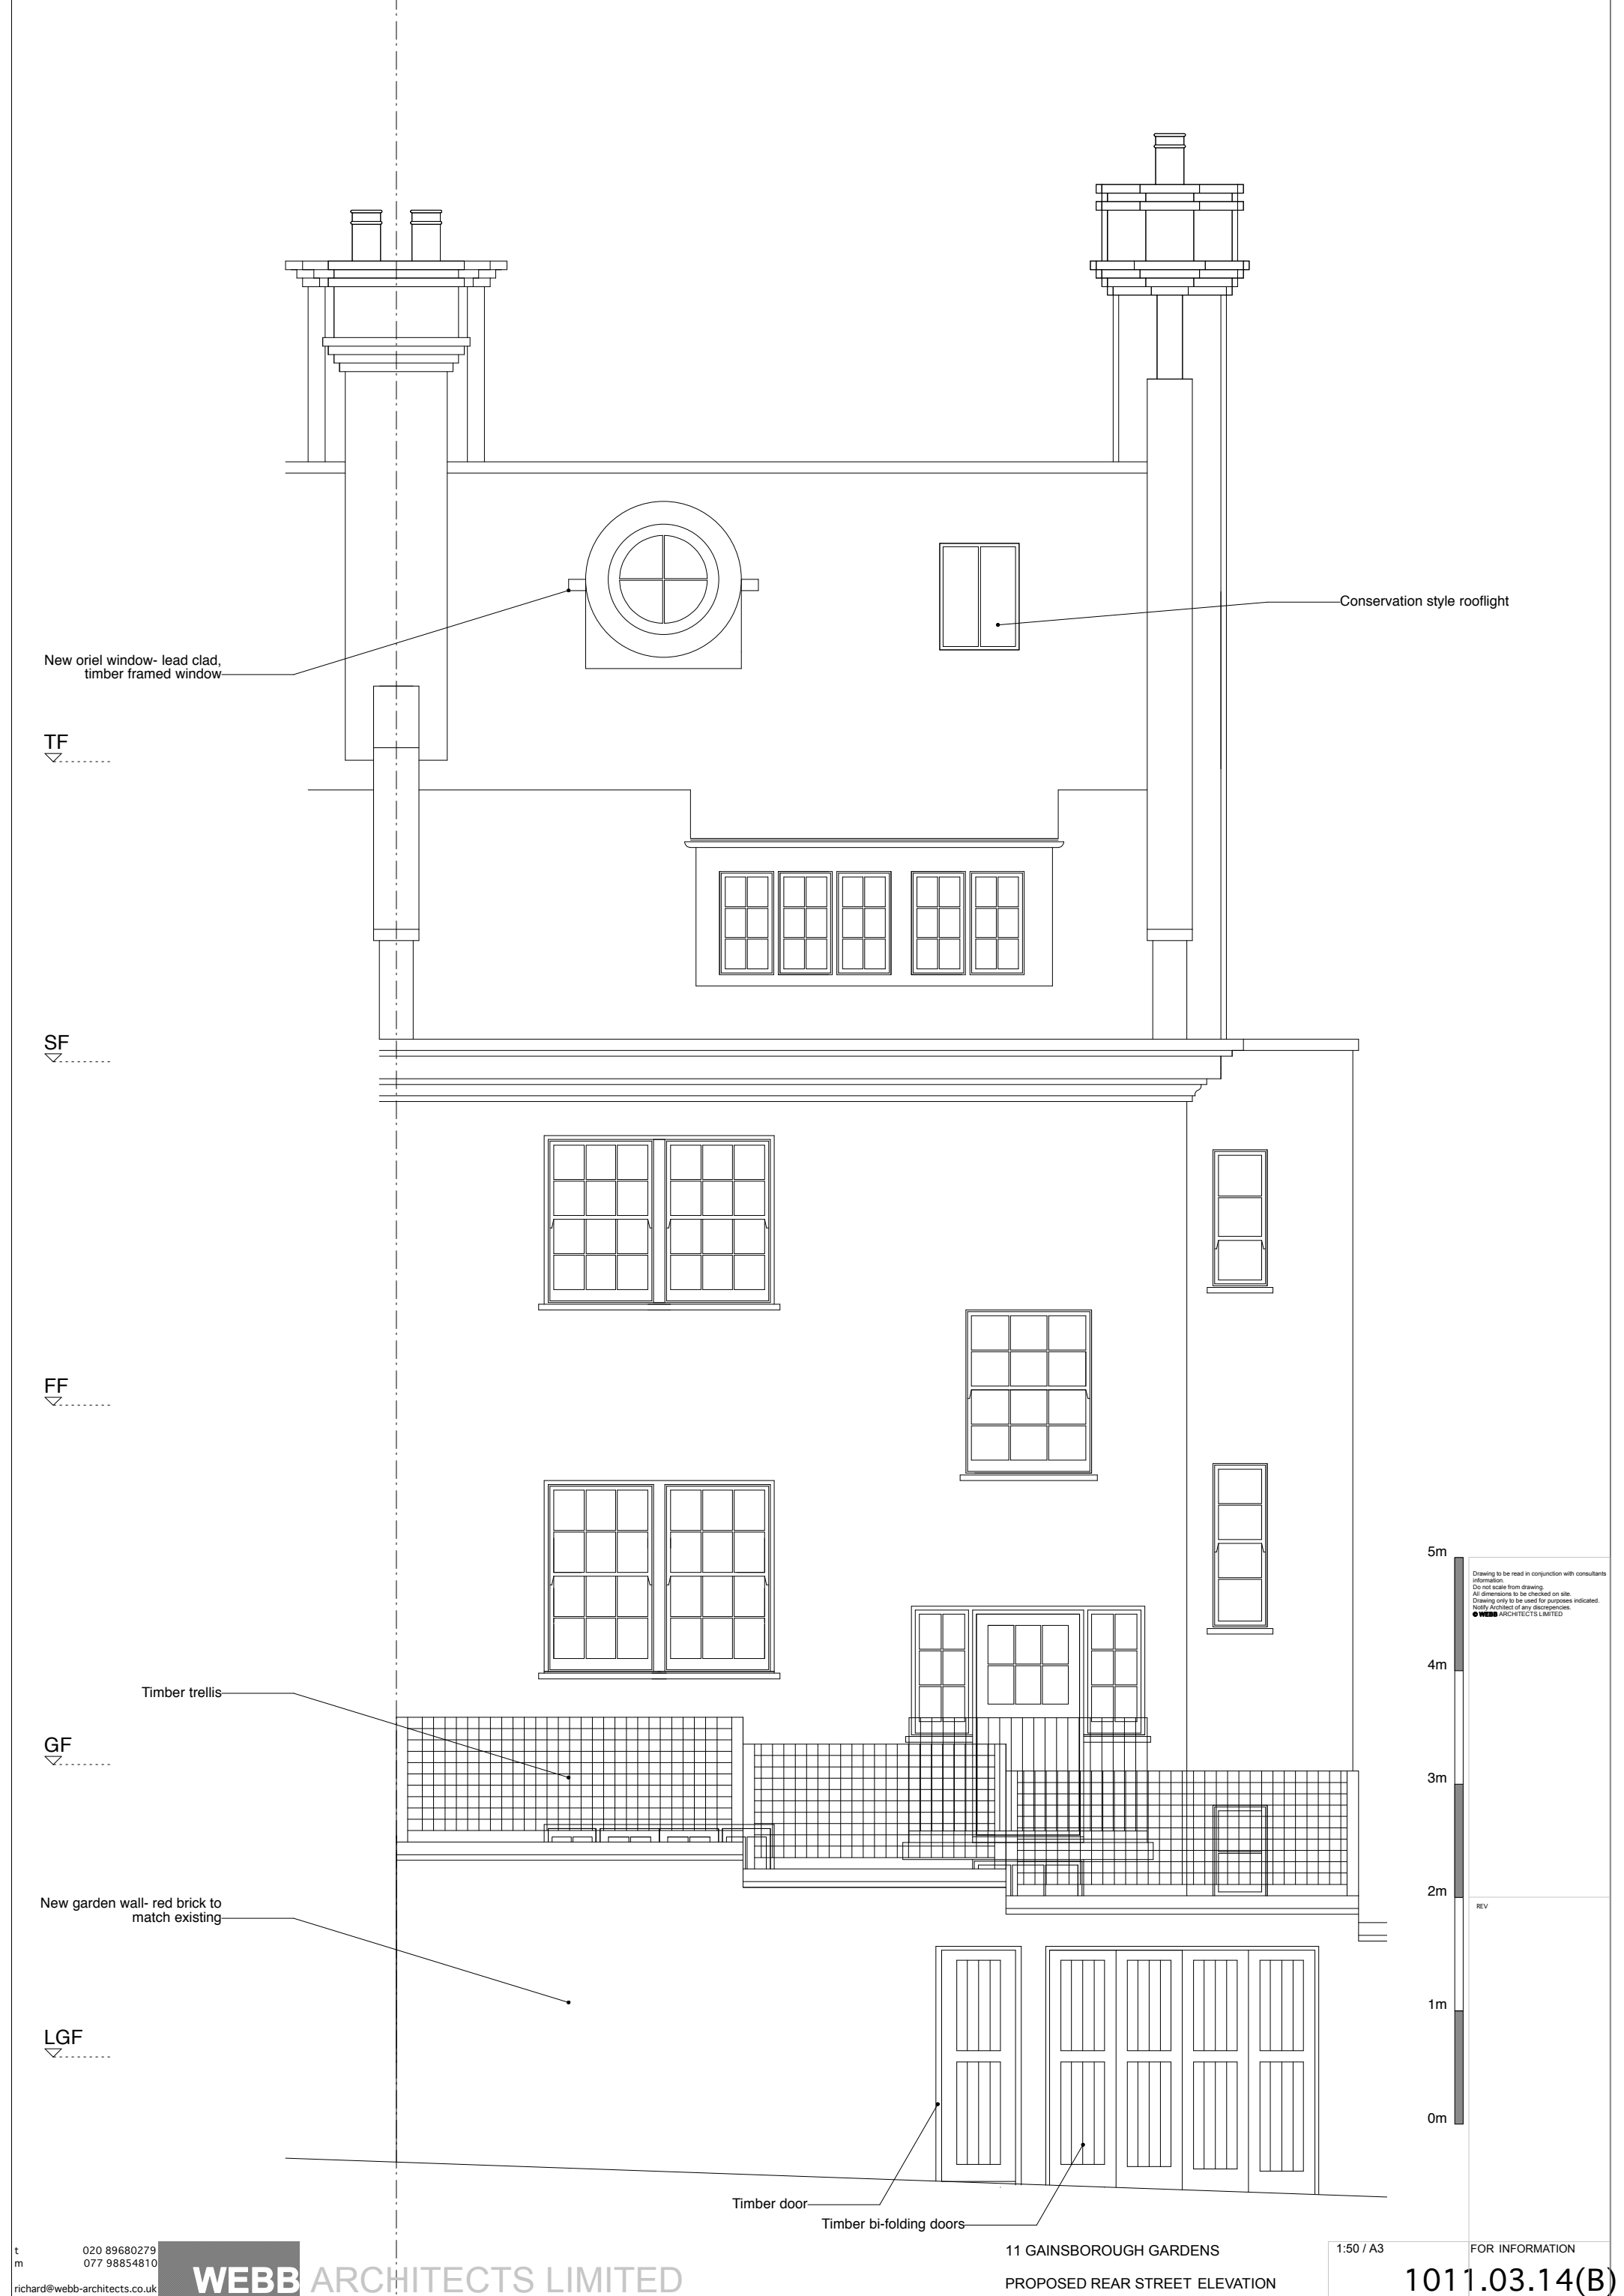 Conservation style rooflight
New oriel window- lead clad,
timber framed window
TF
SF
FF
5m
Drawing to be read in conjunction with consultants
information.
Do not scale from drawing.
All dimensions to be checked on site.
Drawing only to be used for purposes indicated.
Notify Architect of any discrepencies.
© WEBB ARCHITECTS LIMITED
4m
Timber trellis
GF
3m
2m
New garden wall- red brick to
match existing
REV
1m
LGF
0m
Timber door
Timber bi-folding doors
t 020 89680279
m 077 98854810
richard@webb-architects.co.uk
WEBB ARCHITECTS LIMITED
11 GAINSBOROUGH GARDENS
PROPOSED REAR STREET ELEVATION
1:50 / A3
FOR INFORMATION
1011.03.14(B)